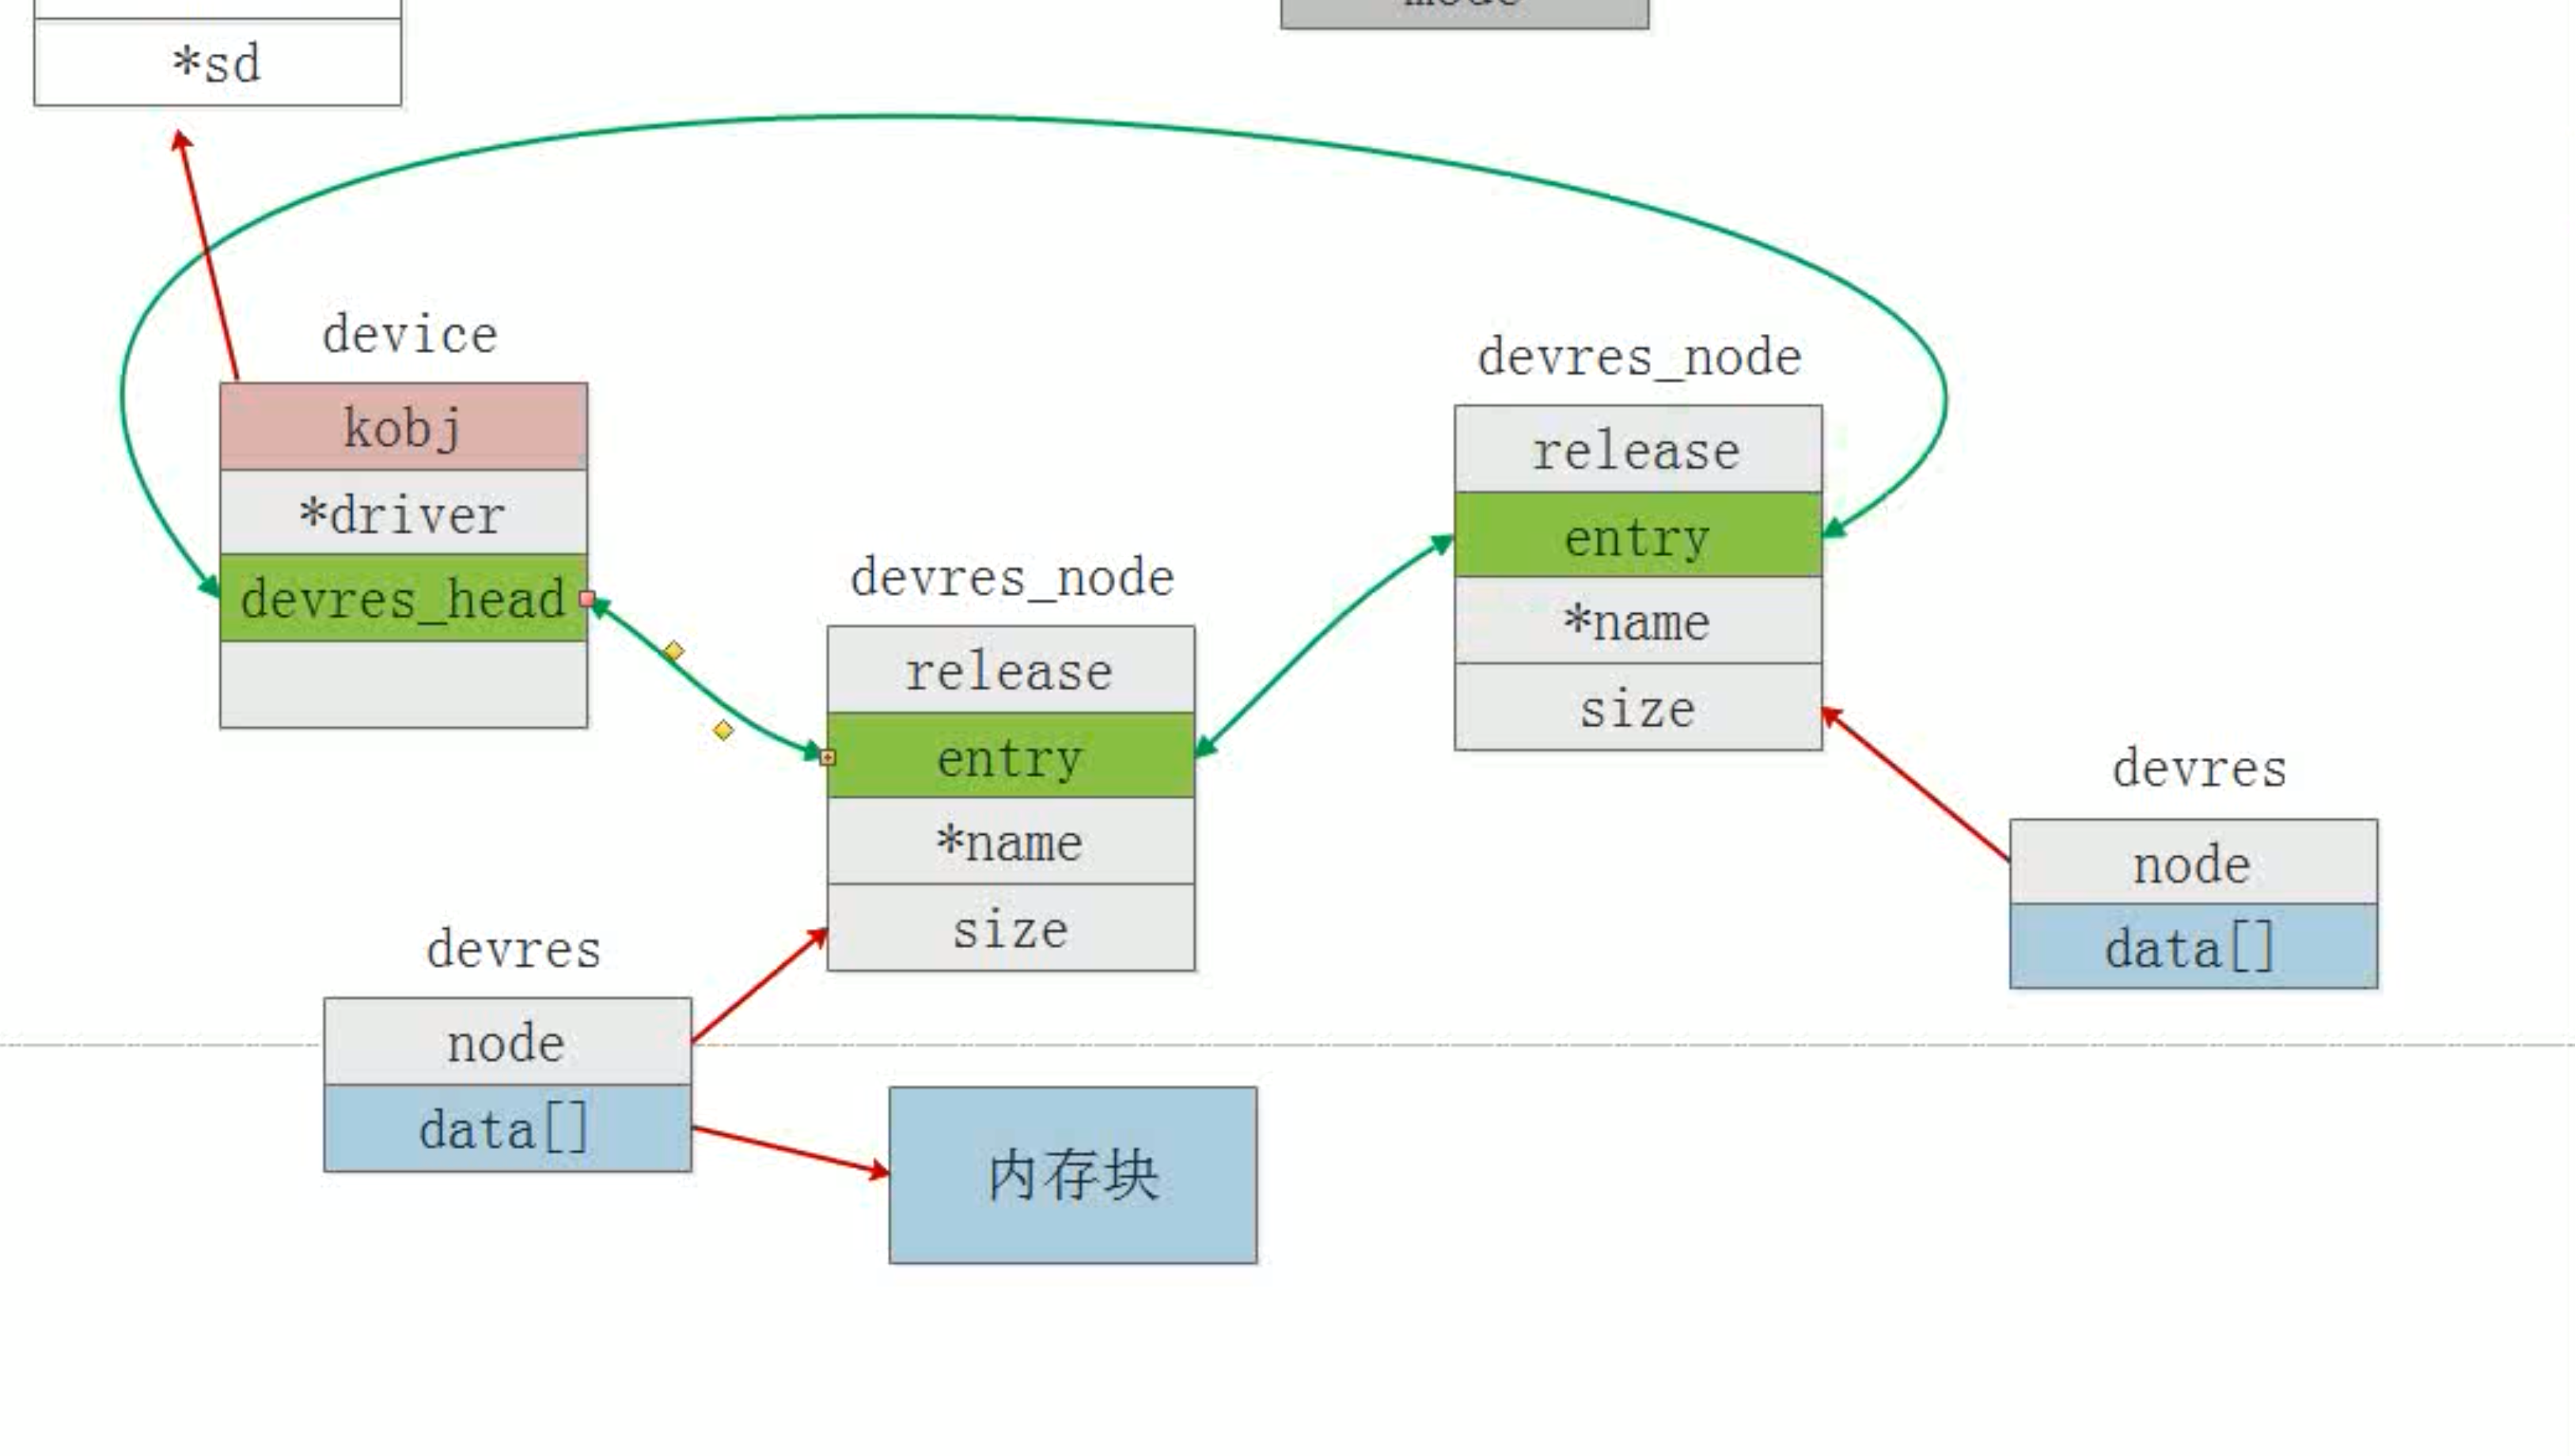 mode
*sd
device
kobj
*driver
devres_head
devres_node
release
entry
*name
size
devres_node
release
entry
*name
size
devres
node
data[]
devres
node
data[]
内存块